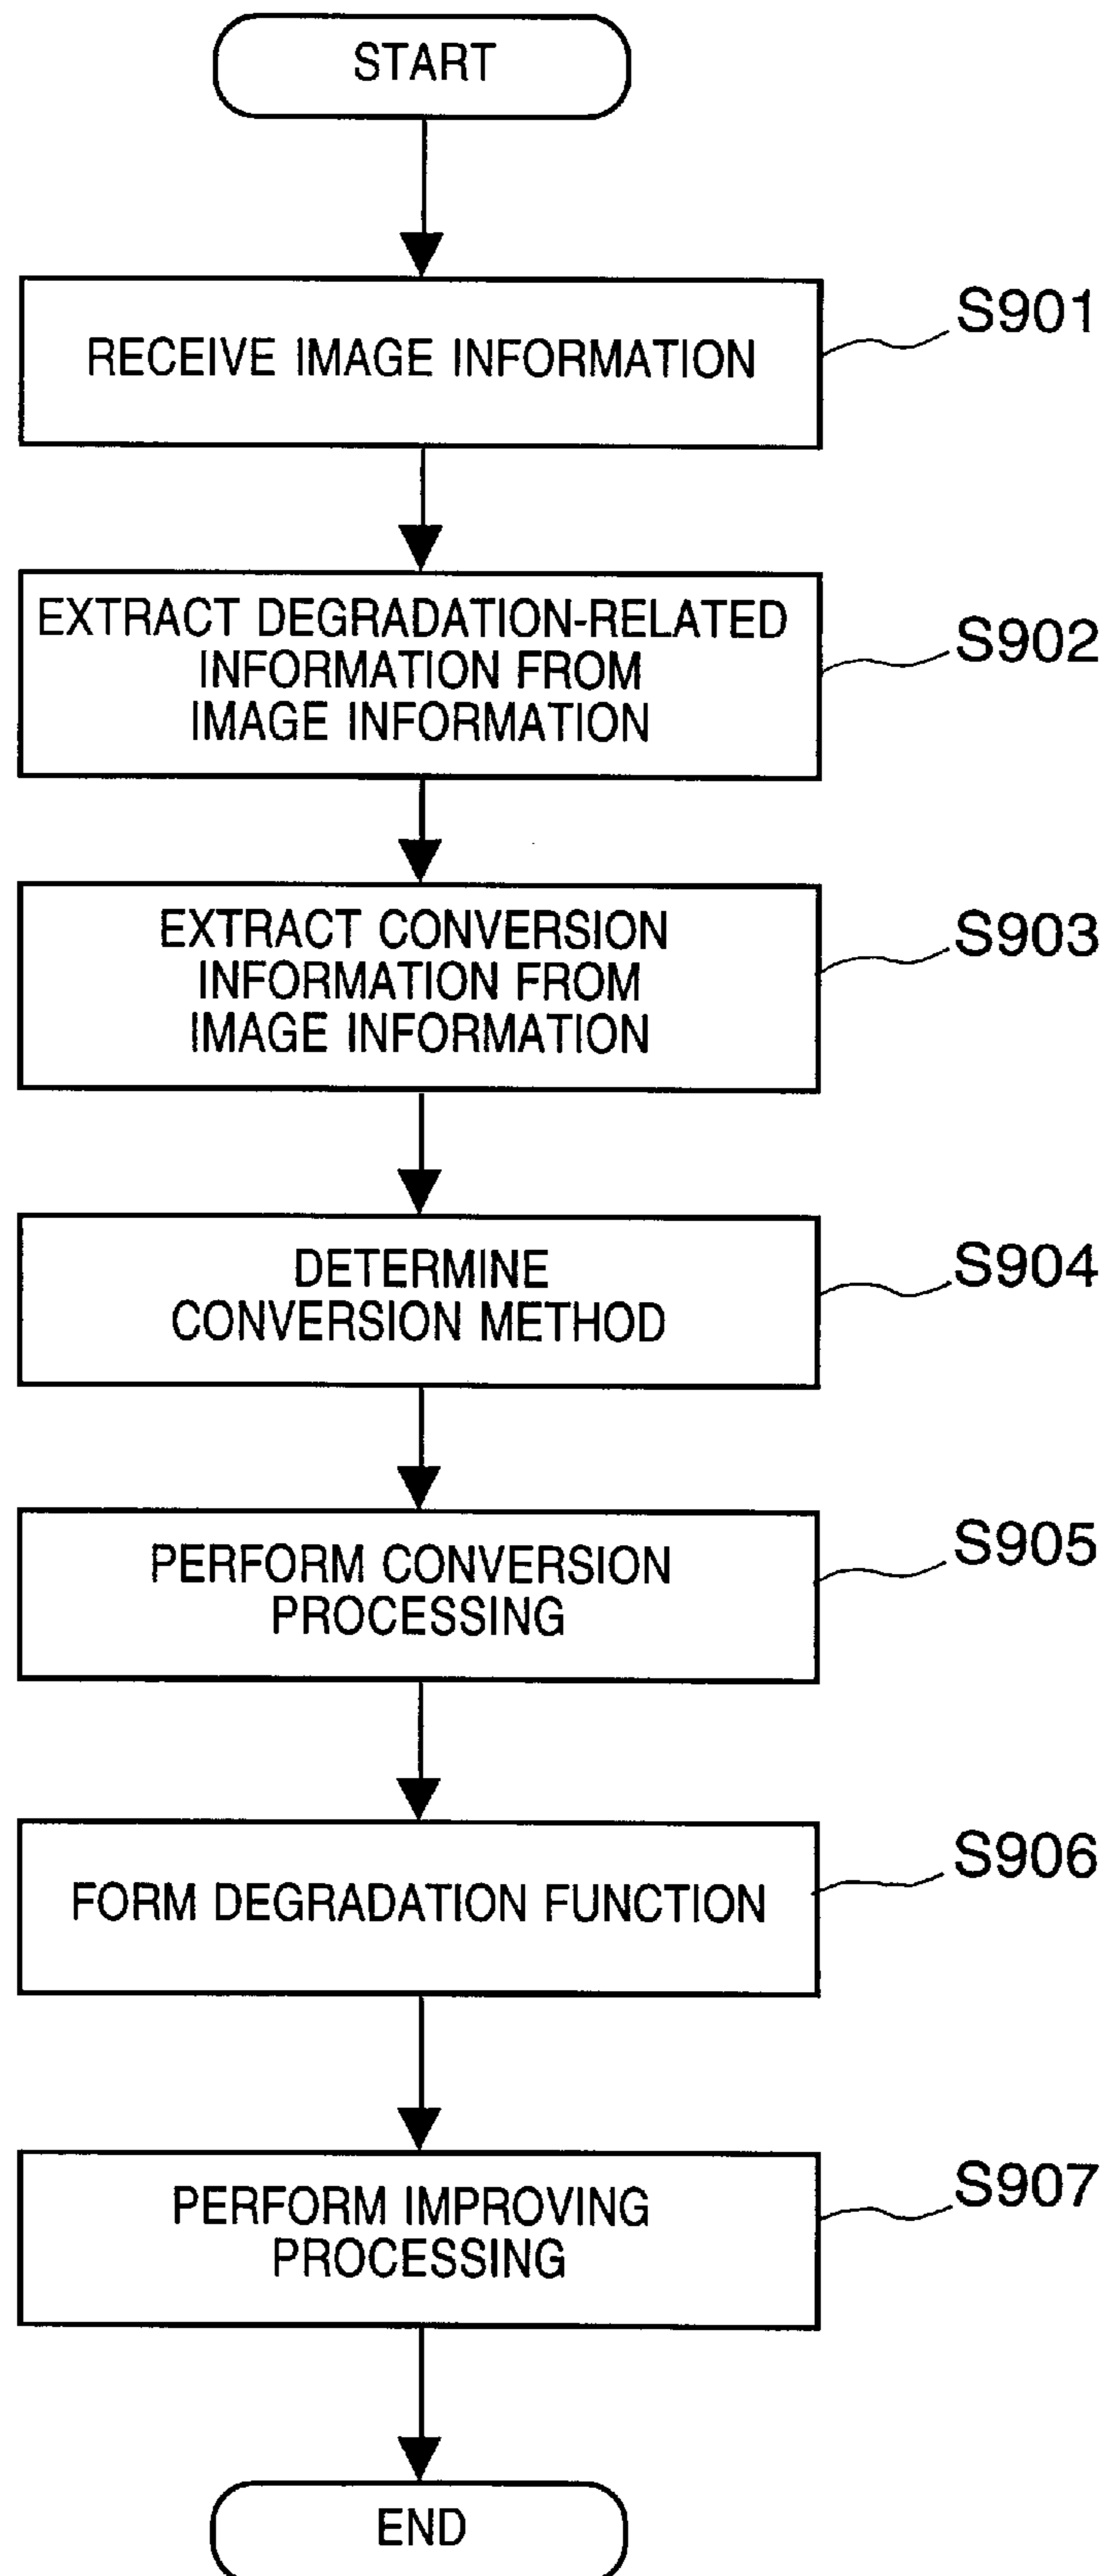 START
RECEIVE IMAGE INFORMATION
S901
EXTRACT DEGRADATION-RELATED
INFORMATION FROM
IMAGE INFORMATION
S902
EXTRACT CONVERSION
INFORMATION FROM
IMAGE INFORMATION
S903
DETERMINE
CONVERSION METHOD
S904
PERFORM CONVERSION
PROCESSING
S905
FORM DEGRADATION FUNCTION
S906
PERFORM IMPROVING
PROCESSING
S907
END